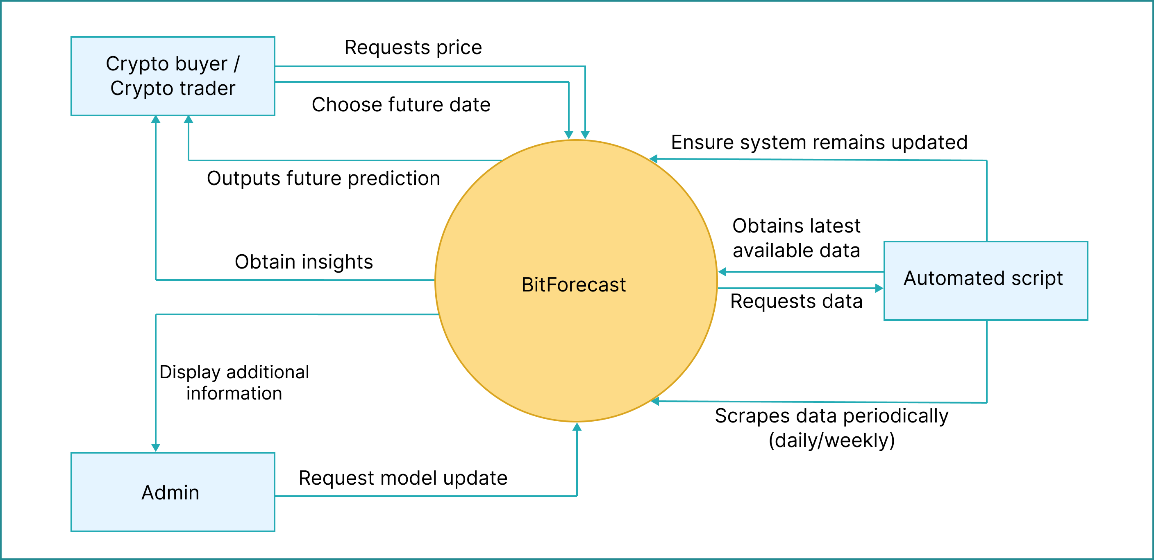 Requests price
Crypto buyer /
Crypto trader
Choose future date
Ensure system remains updated
Outputs future prediction
Obtains latest
available data
Obtain insights
BitForecast
Automated script
Requests data
Display additional
information
Scrapes data periodically
(daily/weekly)
Request model update
Admin